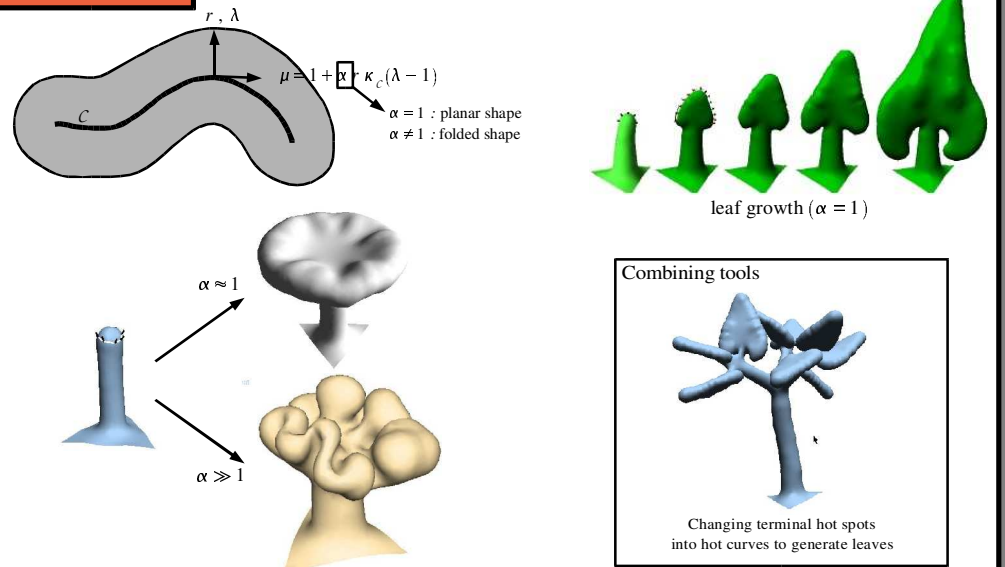 r , λ
μ = 1 + α r κ_C (λ − 1)
C
α = 1 : planar shape
α ≠ 1 : folded shape
leaf growth (α = 1)
α ≈ 1
α ≫ 1
Combining tools
Changing terminal hot spots
into hot curves to generate leaves